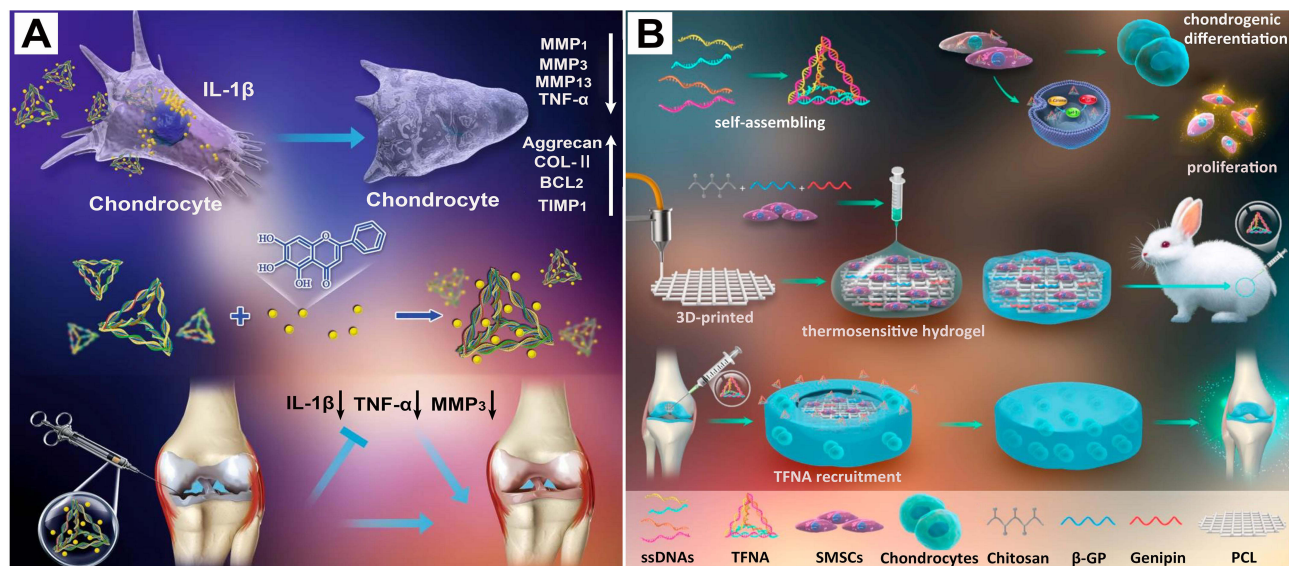 A
IL-1β
Chondrocyte
Chondrocyte
MMP1
MMP3
MMP13
TNF-α
Aggrecan
COL-II
BCL2
TIMP1
HO
HO
OH
O
O
+
IL-1β TNF-α MMP3
B
self-assembling
chondrogenic
differentiation
proliferation
+ +
3D-printed
thermosensitive hydrogel
TFNA recruitment
ssDNAs TFNA SMSCs Chondrocytes Chitosan β-GP Genipin PCL